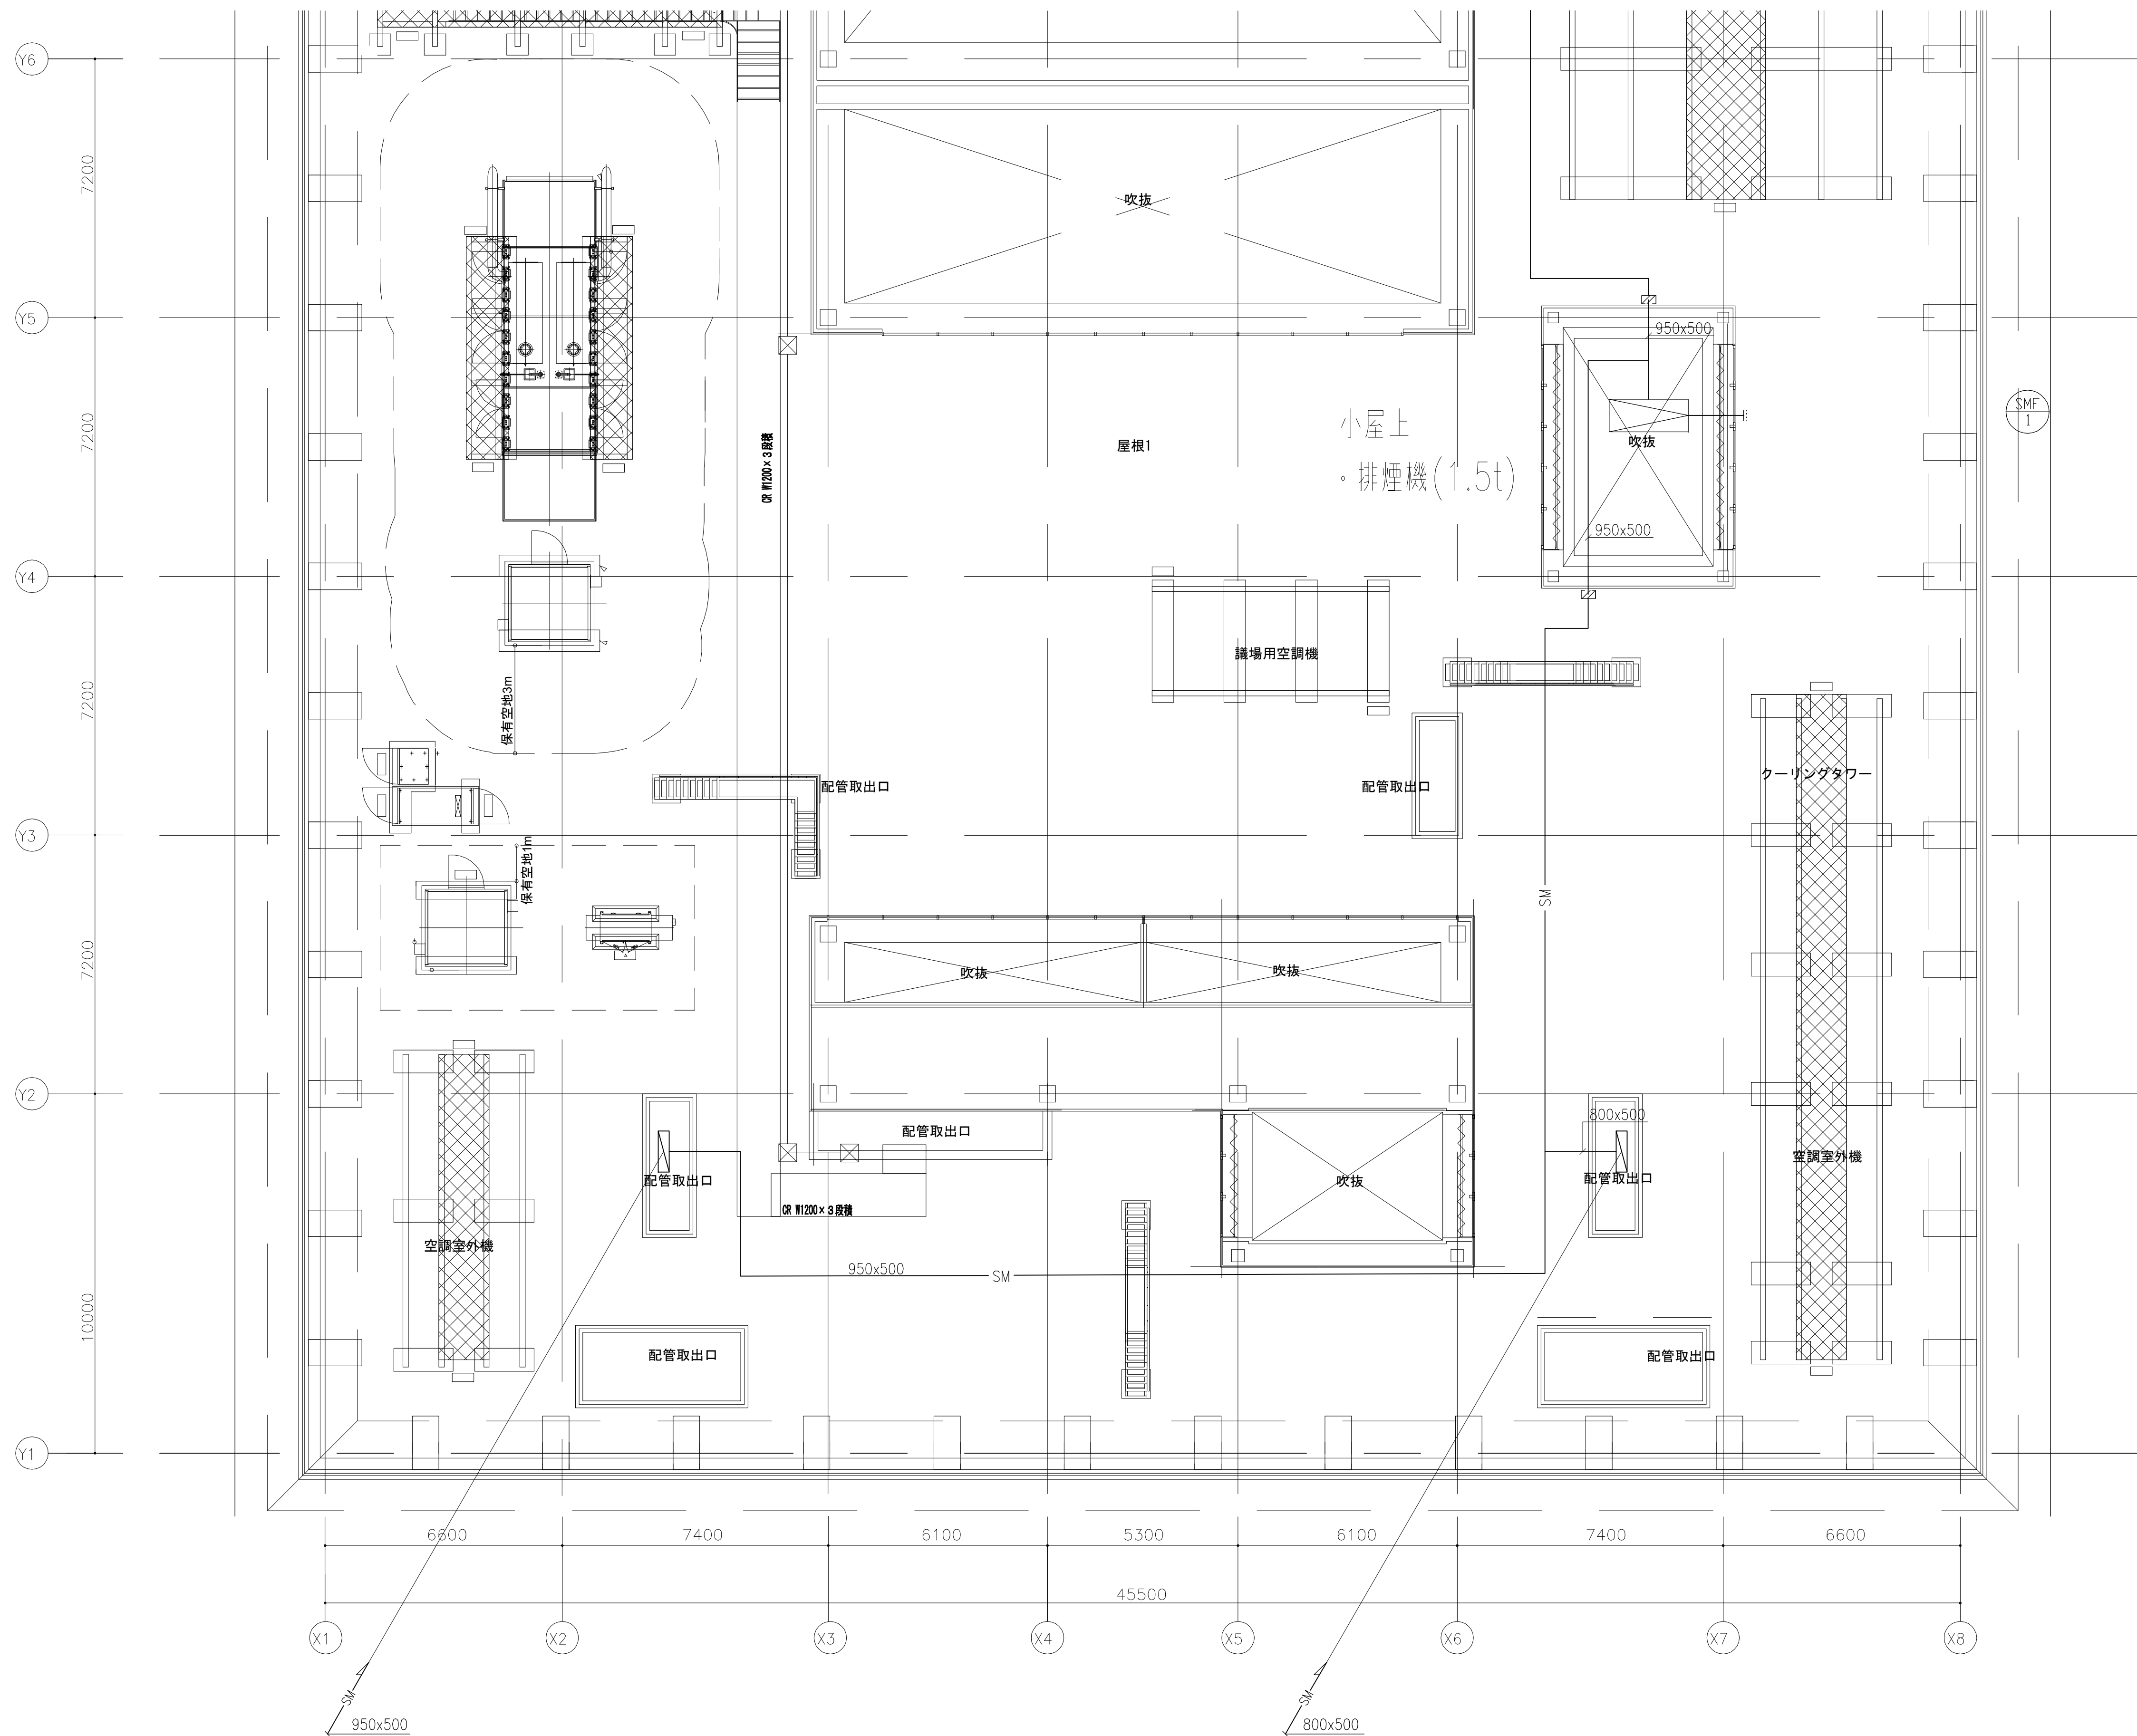 Y6
7200
吹抜
Y5
950x500
SMF
1
7200
CR W1200×3段積
屋根1
小屋上
・排煙機(1.5t)
吹抜
950x500
Y4
7200
保有空地3m
議場用空調機
配管取出口
配管取出口
クーリングタワー
Y3
保有空地1m
SM
7200
吹抜
吹抜
Y2
800x500
配管取出口
空調室外機
配管取出口
吹抜
配管取出口
CR W1200×3段積
空調室外機
950x500
SM
10000
配管取出口
配管取出口
Y1
6600
7400
6100
5300
6100
7400
6600
45500
X1
X2
X3
X4
X5
X6
X7
X8
SM
950x500
SM
800x500